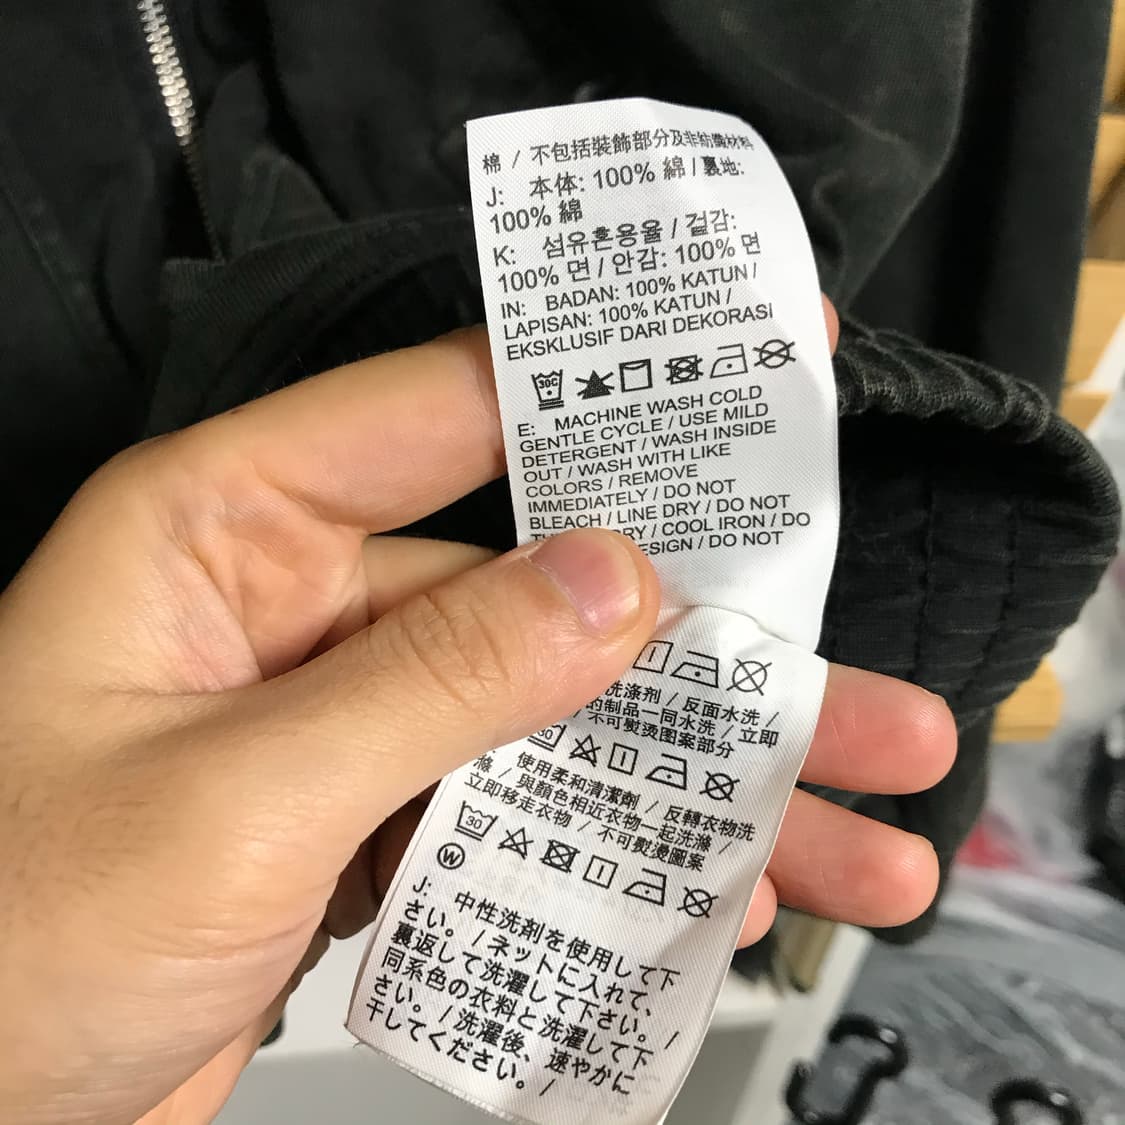 棉 / 不包括裝飾部分及非紡織材料
J: 本体: 100% 綿 / 裏地:
100% 綿
K: 섬유혼용율 / 겉감:
100% 면 / 안감: 100% 면
IN: BADAN: 100% KATUN /
LAPISAN: 100% KATUN /
EKSKLUSIF DARI DEKORASI
30C
E: MACHINE WASH COLD
GENTLE CYCLE / USE MILD
DETERGENT / WASH INSIDE
OUT / WASH WITH LIKE
COLORS / REMOVE
IMMEDIATELY / DO NOT
BLEACH / LINE DRY / DO NOT
DRY / COOL IRON / DO
DESIGN / DO NOT
洗涤剂 / 反面水洗 /
的制品一同水洗 / 立即
不可熨烫图案部分
30
使用柔和清潔劑 / 反轉衣物洗
滌 / 與顏色相近衣物一起洗滌 /
立即移走衣物 / 不可熨燙圖案
30
W
J: 中性洗剤を使用して下
さい。 / ネットに入れて、
裏返して洗濯して下さい。 /
同系色の衣料と洗濯して下
さい。 / 洗濯後、速やかに
干してください。 /